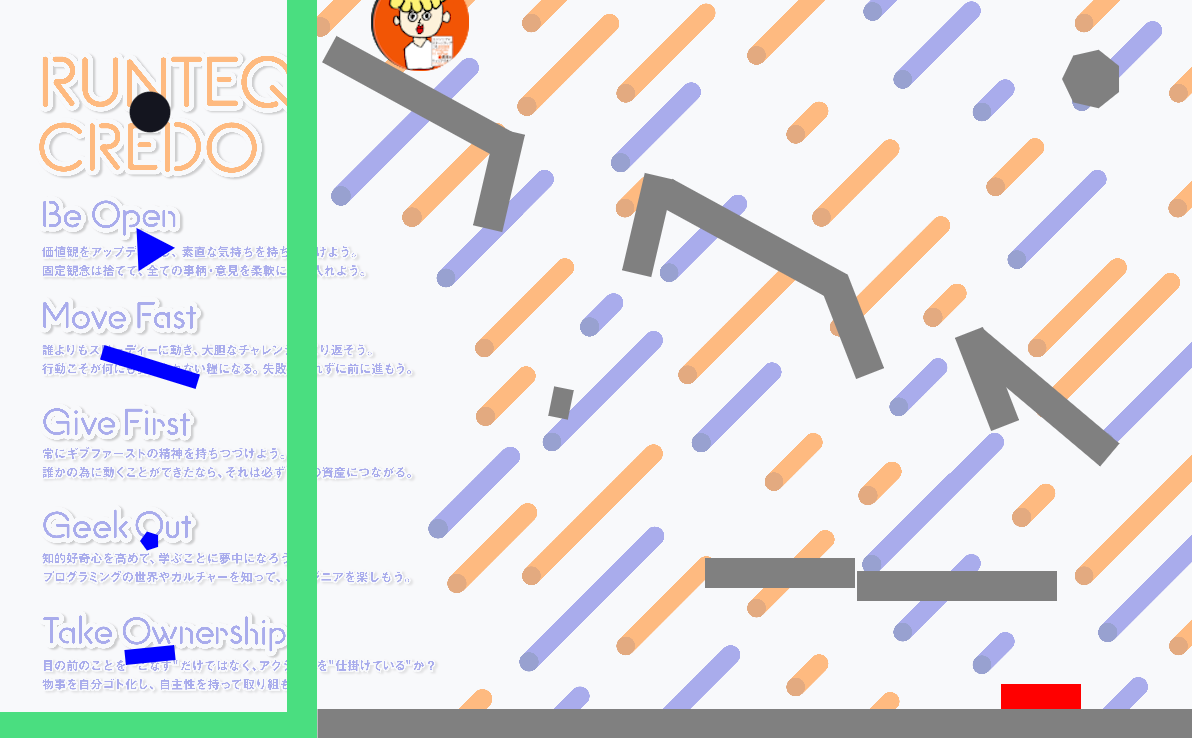 RUNTEQ
CREDO
Be Open
価値観をアップデ し、素直な気持ちを持ち けよう。
固定観念は捨てて、全ての事柄・意見を柔軟に 入れよう。
Move Fast
誰よりもスピーディーに動き、大胆なチャレン り返そう。
行動こそが何に ない糧になる。失敗 れずに前に進もう。
Give First
常にギブファーストの精神を持ちつづけよう。
誰かの為に動くことができたなら、それは必ず の資産につながる。
Geek Out
知的好奇心を高めて、学ぶことに夢中になろう
プログラミングの世界やカルチャーを知って、 ジニアを楽しもう。
Take Ownership
目の前のことを"こなす"だけではなく、アク を"仕掛けている"か？
物事を自分ゴト化し、自主性を持って取り組も